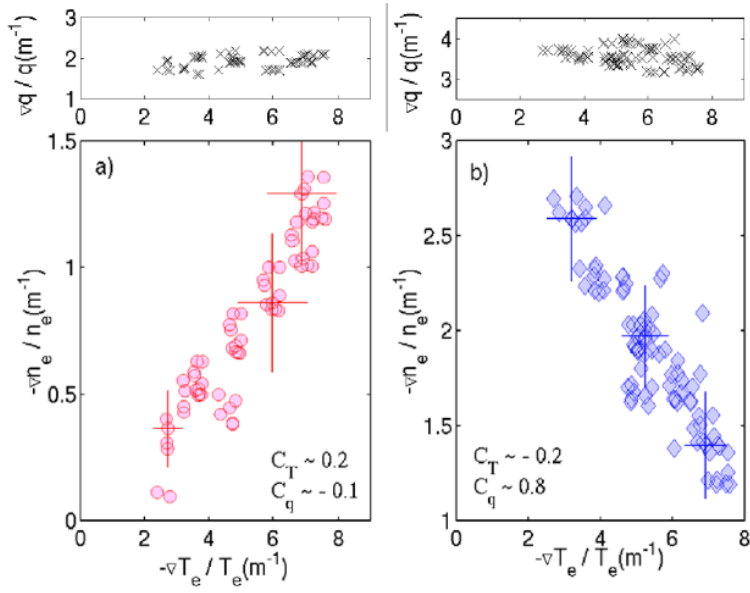 ∇q / q(m⁻¹)
3
2
1
0 2 4 6 8
∇q / q(m⁻¹)
4
3
0 2 4 6 8
a)
-∇n_e / n_e(m⁻¹)
1.5
1
0.5
0
C_T ~ 0.2
C_q ~ - 0.1
0 2 4 6 8
-∇T_e / T_e(m⁻¹)
b)
-∇n_e / n_e(m⁻¹)
3
2.5
2
1.5
1
C_T ~ - 0.2
C_q ~ 0.8
0 2 4 6 8
-∇T_e / T_e(m⁻¹)